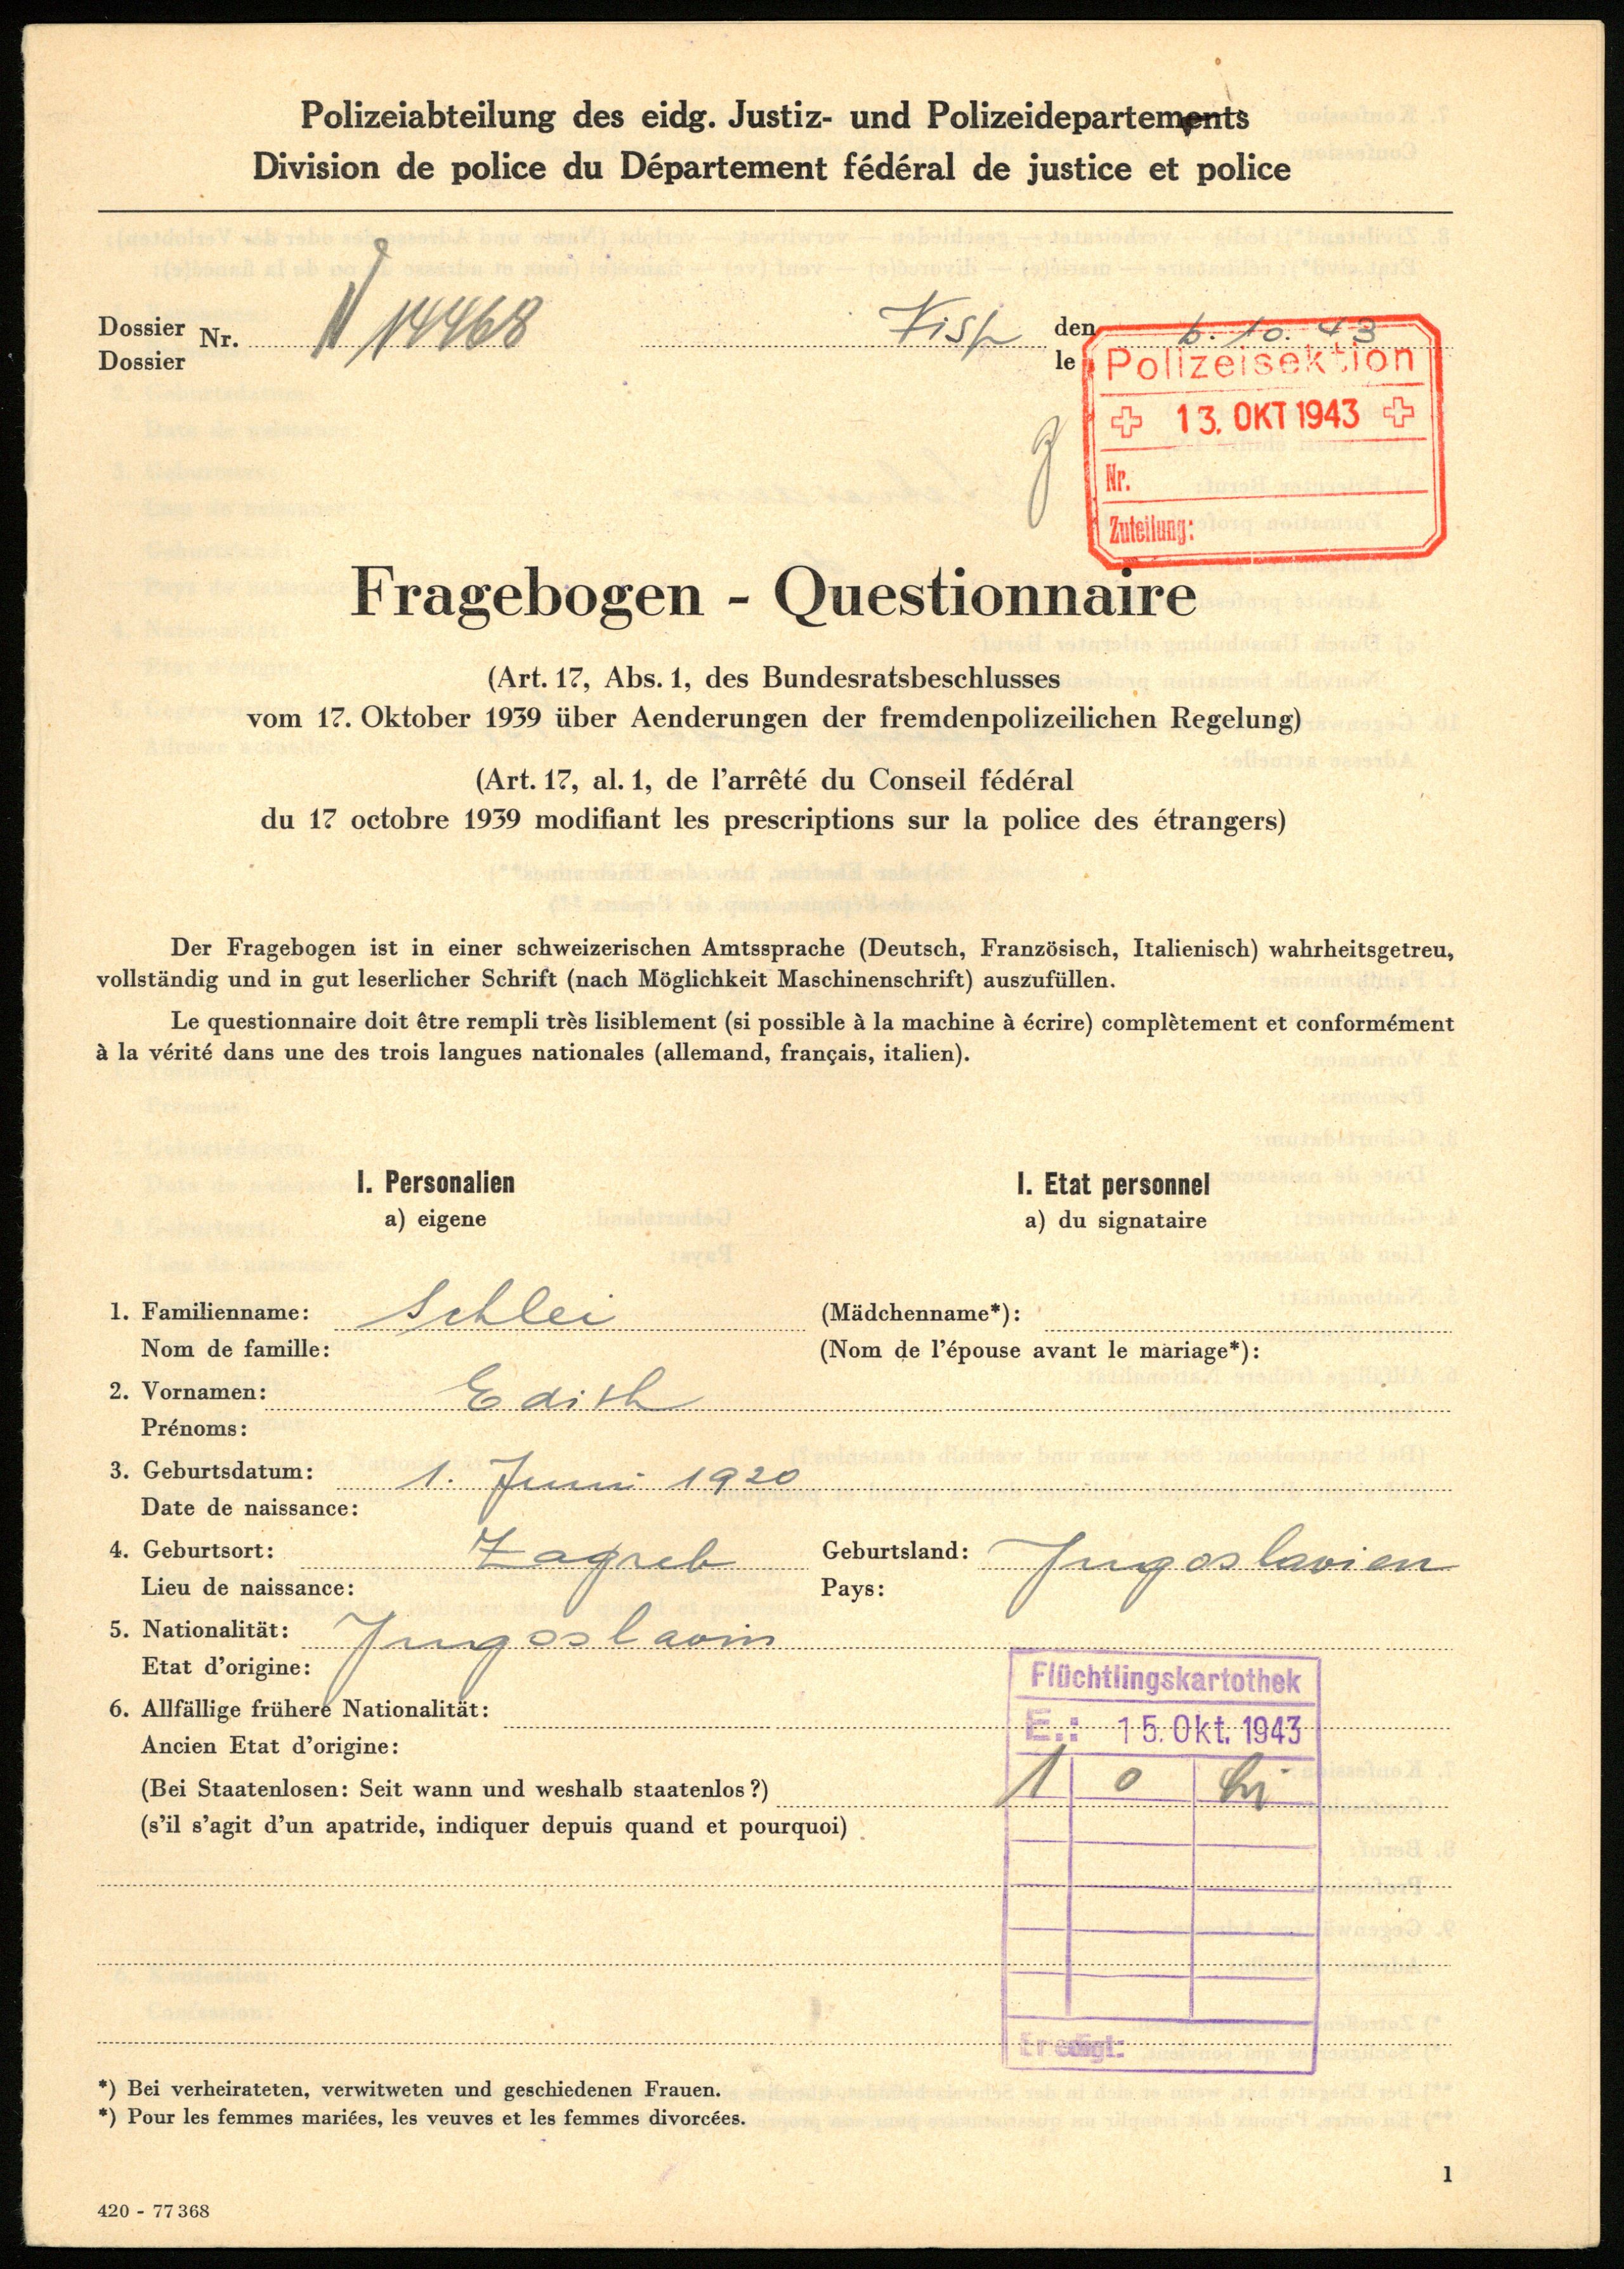 Polizeiabteilung des eidg. Justiz- und Polizeidepartements
Division de police du Département fédéral de justice et police
Dossier Nr. N 14468 Visp den 6. 10. 43
Dossier le
Polizeisektion
13. OKT 1943
Nr.
Zuteilung:
Fragebogen - Questionnaire
(Art. 17, Abs. 1, des Bundesratsbeschlusses
vom 17. Oktober 1939 über Aenderungen der fremdenpolizeilichen Regelung)
(Art. 17, al. 1, de l'arrêté du Conseil fédéral
du 17 octobre 1939 modifiant les prescriptions sur la police des étrangers)
Der Fragebogen ist in einer schweizerischen Amtssprache (Deutsch, Französisch, Italienisch) wahrheitsgetreu,
vollständig und in gut leserlicher Schrift (nach Möglichkeit Maschinenschrift) auszufüllen.
Le questionnaire doit être rempli très lisiblement (si possible à la machine à écrire) complètement et conformément
à la vérité dans une des trois langues nationales (allemand, français, italien).
I. Personalien I. Etat personnel
a) eigene a) du signataire
1. Familienname: Schlei (Mädchenname*):
Nom de famille: (Nom de l'épouse avant le mariage*):
2. Vornamen: Edith
Prénoms:
3. Geburtsdatum: 1. Juni 1920
Date de naissance:
4. Geburtsort: Zagreb Geburtsland: Jugoslavien
Lieu de naissance: Pays:
5. Nationalität: Jugoslavin
Etat d'origine:
Flüchtlingskartothek
6. Allfällige frühere Nationalität:
E.: 15. Okt. 1943
Ancien Etat d'origine:
(Bei Staatenlosen: Seit wann und weshalb staatenlos?)
1 0
(s'il s'agit d'un apatride, indiquer depuis quand et pourquoi)
Erledigt:
*) Bei verheirateten, verwitweten und geschiedenen Frauen.
*) Pour les femmes mariées, les veuves et les femmes divorcées.
1
420 - 77 368